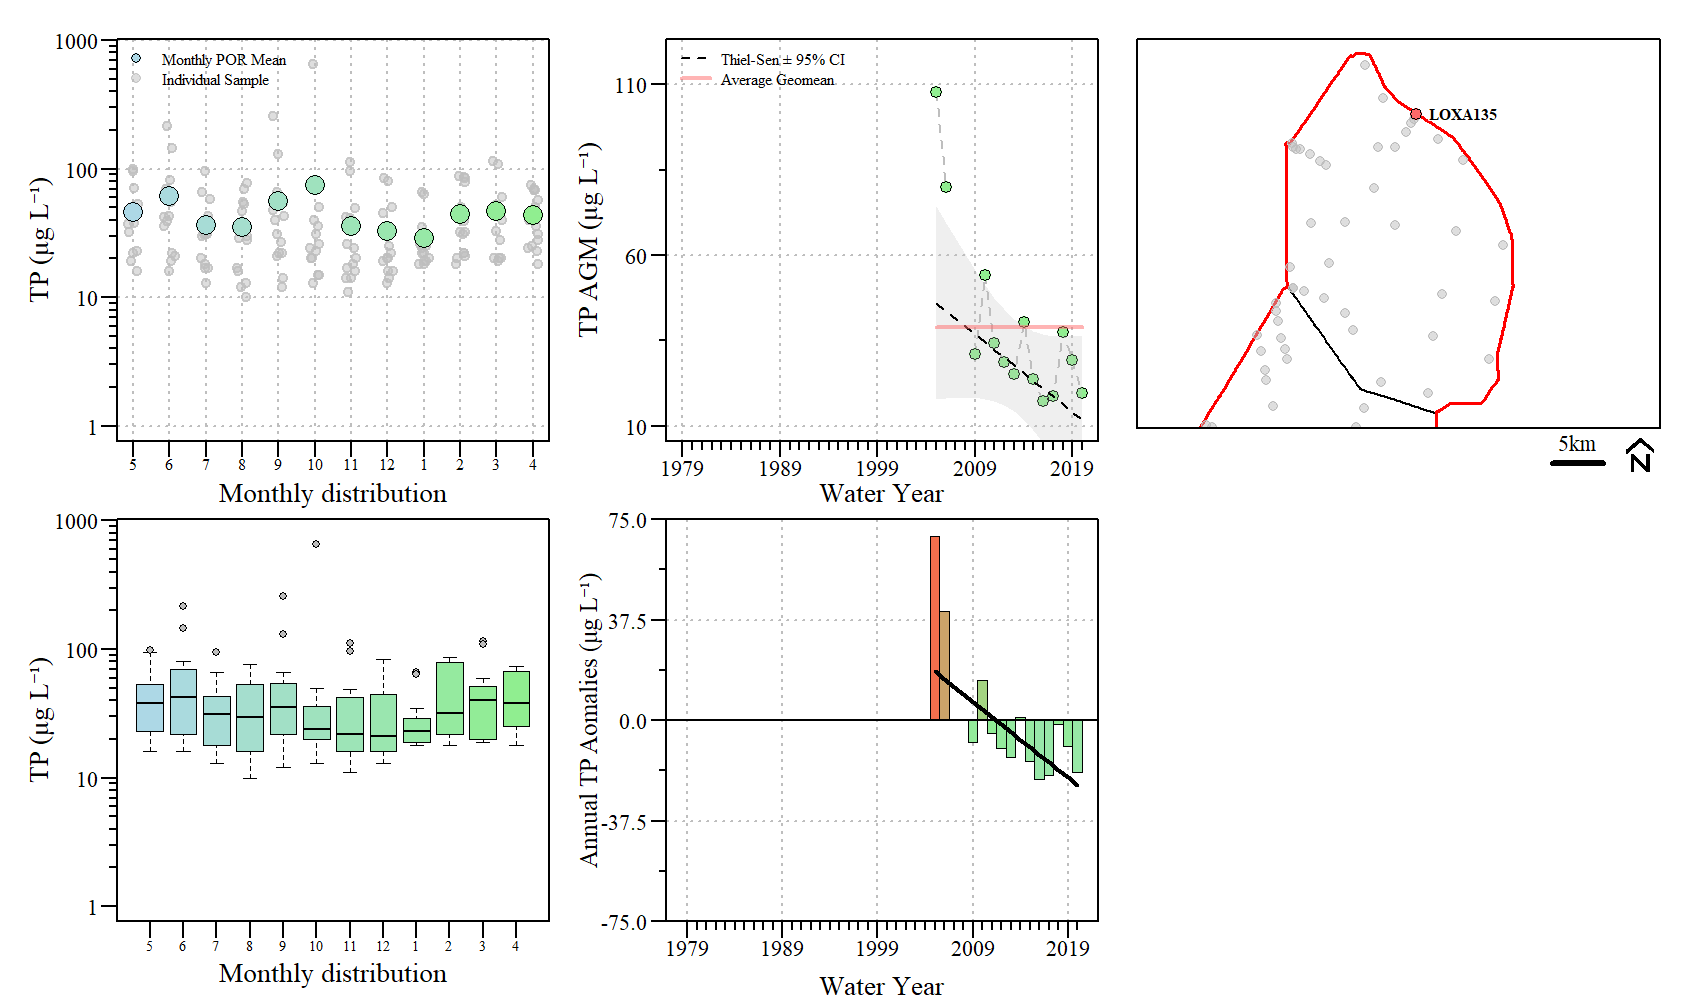 1000
100
10
1
TP (µg L⁻¹)
Monthly POR Mean
Individual Sample
5 6 7 8 9 10 11 12 1 2 3 4
Monthly distribution
110
60
10
TP AGM (µg L⁻¹)
Thiel-Sen ± 95% CI
Average Geomean
1979 1989 1999 2009 2019
Water Year
LOXA135
5km
N
1000
100
10
1
TP (µg L⁻¹)
5 6 7 8 9 10 11 12 1 2 3 4
Monthly distribution
75.0
37.5
0.0
-37.5
-75.0
Annual TP Aomalies (µg L⁻¹)
1979 1989 1999 2009 2019
Water Year